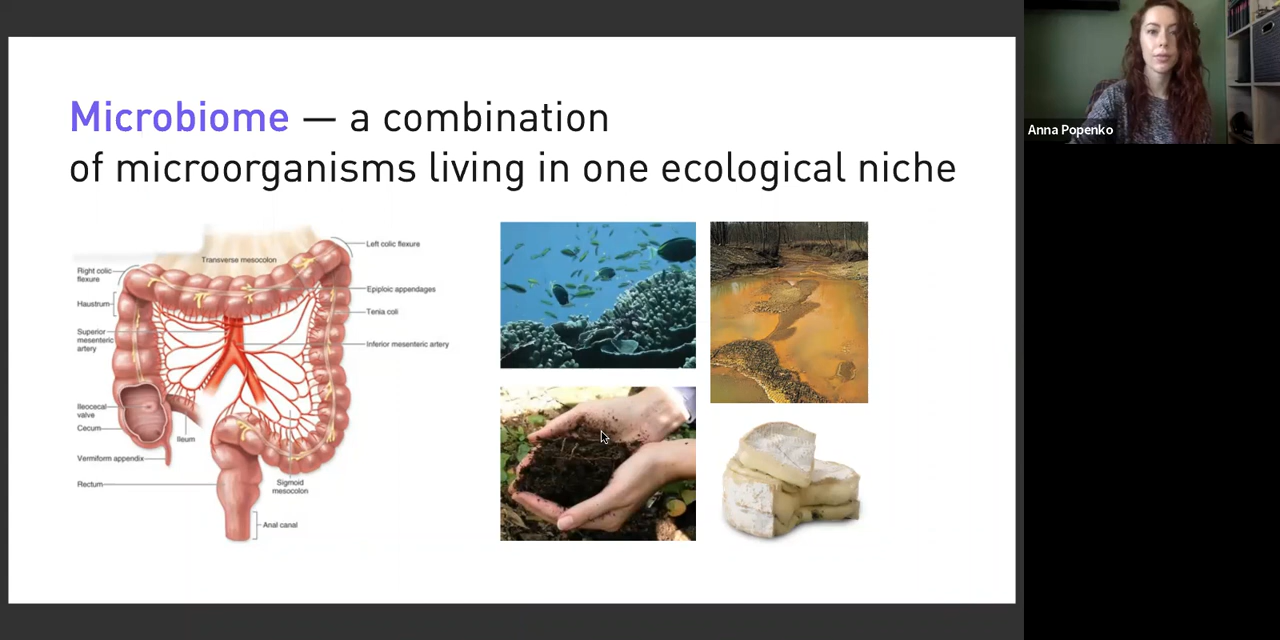 Microbiome — a combination
of microorganisms living in one ecological niche
Transverse mesocolon
Left colic flexure
Right colic
flexure
Epiploic appendages
Haustrum
Tenia coli
Superior
mesenteric
artery
Inferior mesenteric artery
Ileocecal
valve
Cecum
Ileum
Vermiform appendix
Rectum
Sigmoid
mesocolon
Anal canal
Anna Popenko